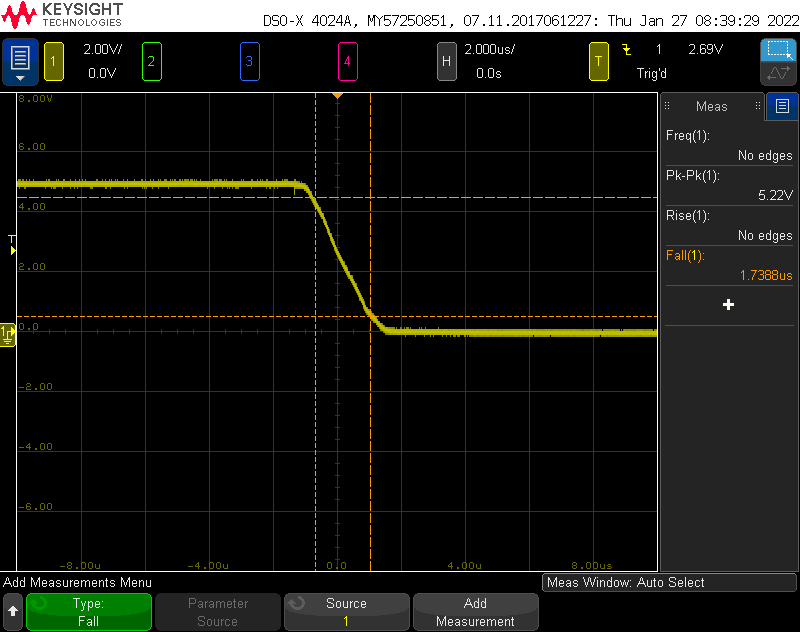 KEYSIGHT
TECHNOLOGIES
DSO-X 4024A, MY57250851, 07.11.2017061227: Thu Jan 27 08:39:29 2022
1
2.00V/
0.0V
2
3
4
H
2.000us/
0.0s
T
1
2.69V
Trig'd
8.00V
6.00
4.00
2.00
0.0
-2.00
-4.00
-6.00
T
1
-8.00u
-4.00u
0.0
4.00u
8.00us
Meas
Freq(1):
No edges
Pk-Pk(1):
5.22V
Rise(1):
No edges
Fall(1):
1.7388us
Add Measurements Menu
Meas Window: Auto Select
Type:
Fall
Parameter
Source
Source
1
Add
Measurement